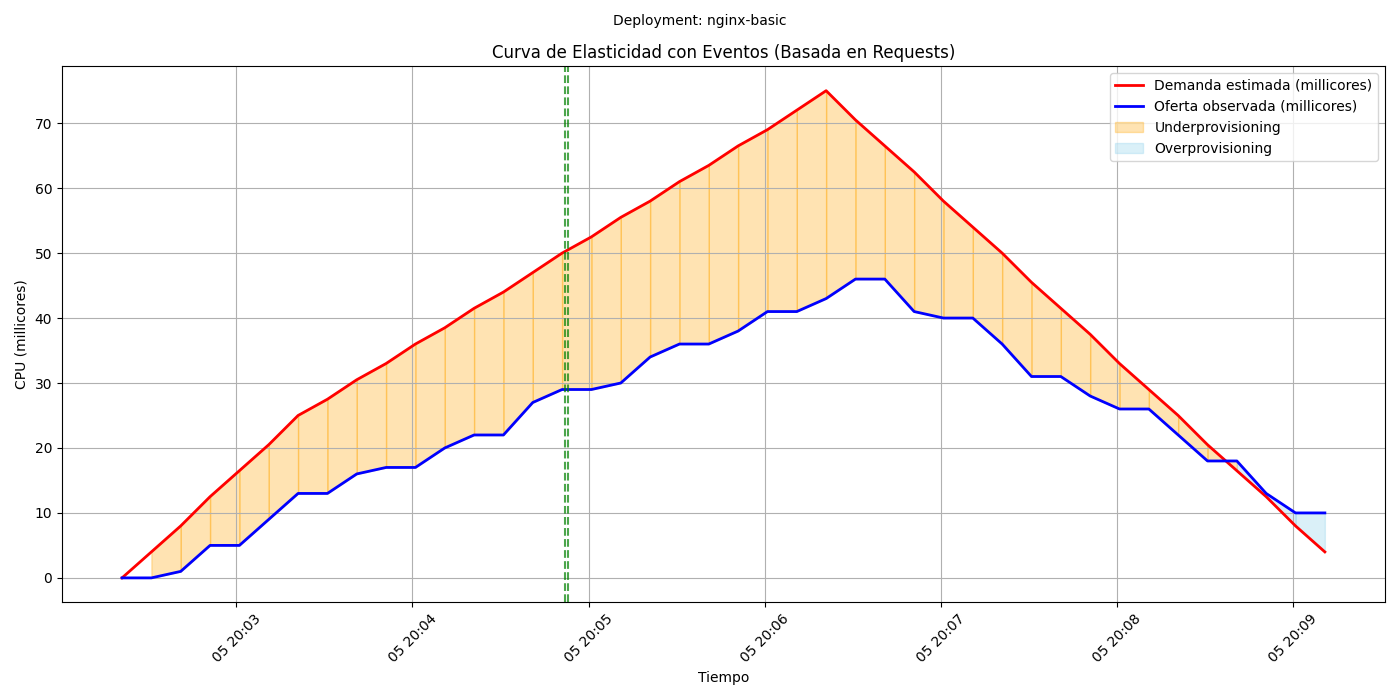 Deployment: nginx-basic
Curva de Elasticidad con Eventos (Basada en Requests)
Demanda estimada (millicores)
Oferta observada (millicores)
Underprovisioning
Overprovisioning
CPU (millicores)
70
60
50
40
30
20
10
0
05 20:03
05 20:04
05 20:05
05 20:06
05 20:07
05 20:08
05 20:09
Tiempo